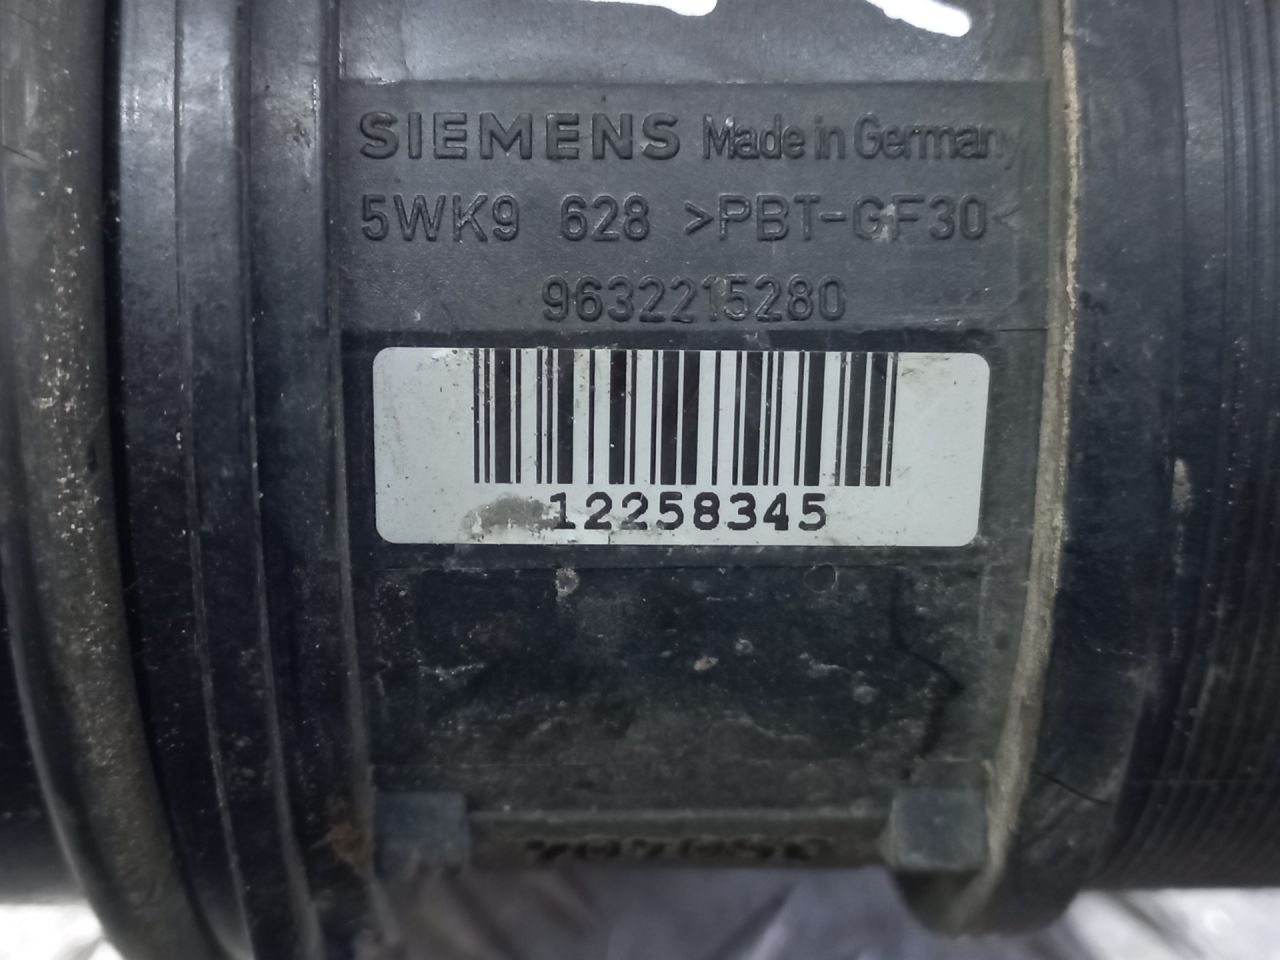 SIEMENS Made in Germany
5WK9 628 >PBT-GF30<
9632215280
12258345